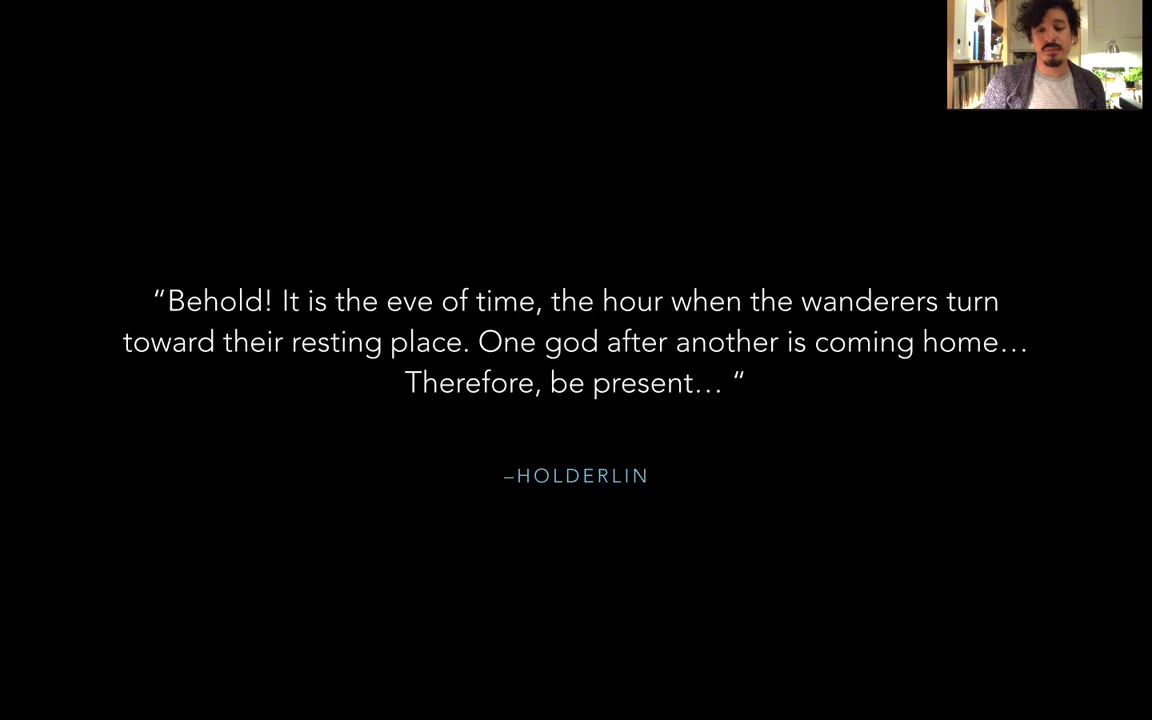 “Behold! It is the eve of time, the hour when the wanderers turn
toward their resting place. One god after another is coming home…
Therefore, be present… “
–HOLDERLIN